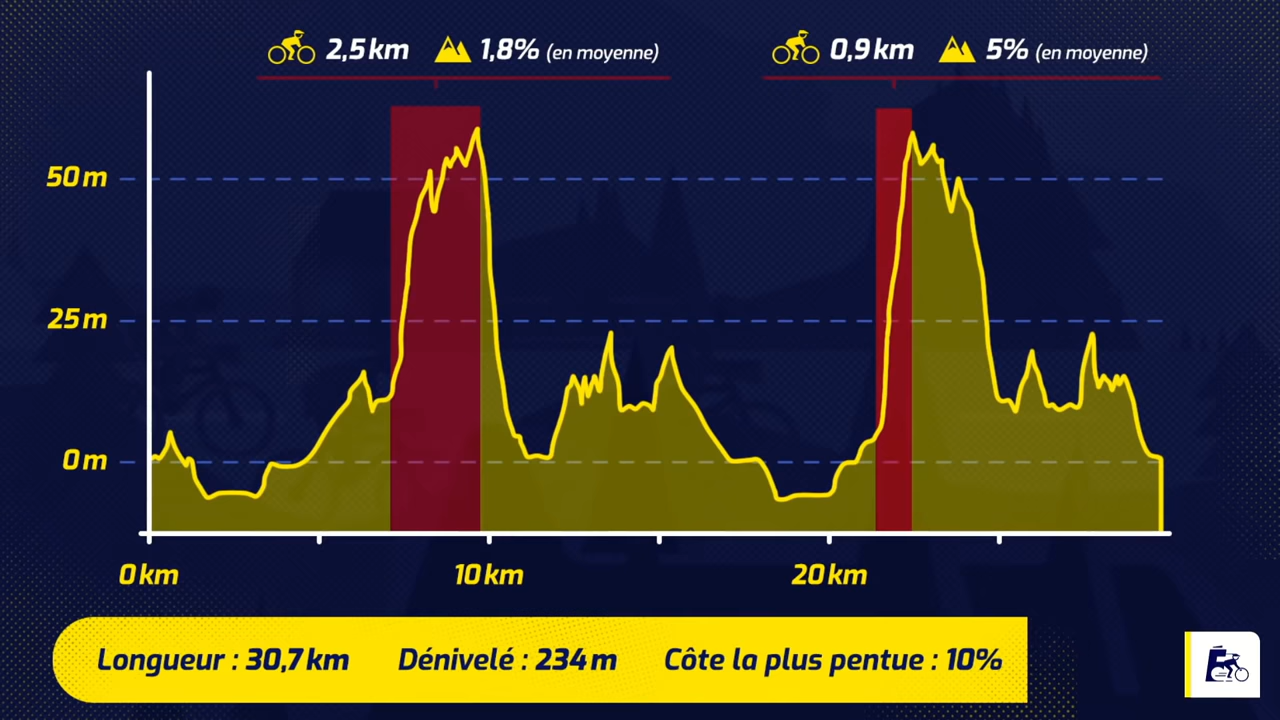 2,5 km 1,8% (en moyenne) 0,9 km 5% (en moyenne)
50 m
25 m
0 m
0 km 10 km 20 km
Longueur : 30,7 km Dénivelé : 234 m Côte la plus pentue : 10%